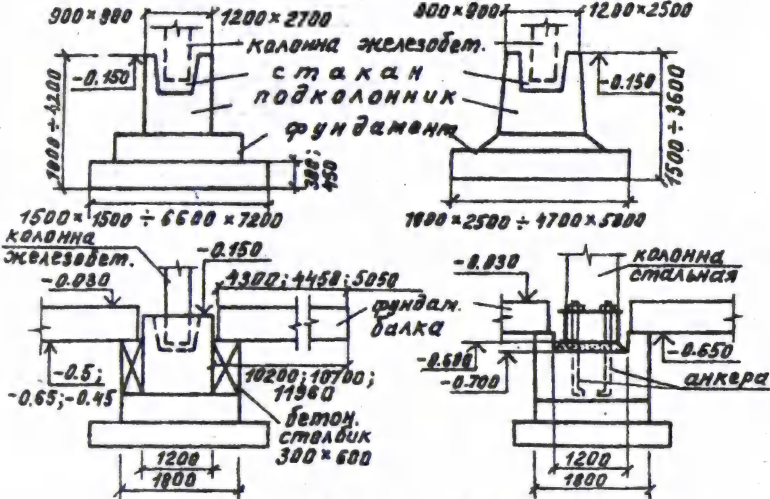 900×900 1200×2700
800×900 1200×2500
колонна железобет.
-0.150
-0.150
стакан
подколонник
фундамент
1800÷4200
300; 450
1500÷3600
1500×1500÷6600×7200
1800×2500÷4700×5800
колонна
железобет.
-0.030
-0.150
4300; 4450; 5050
фундам.
балка
-0.5;
-0.65; -0.45
10200; 10700;
11960
бетон.
столбик
300×600
1200
1800
-0.030
колонна
стальная
-0.600
-0.700
-0.650
анкера
1200
1800